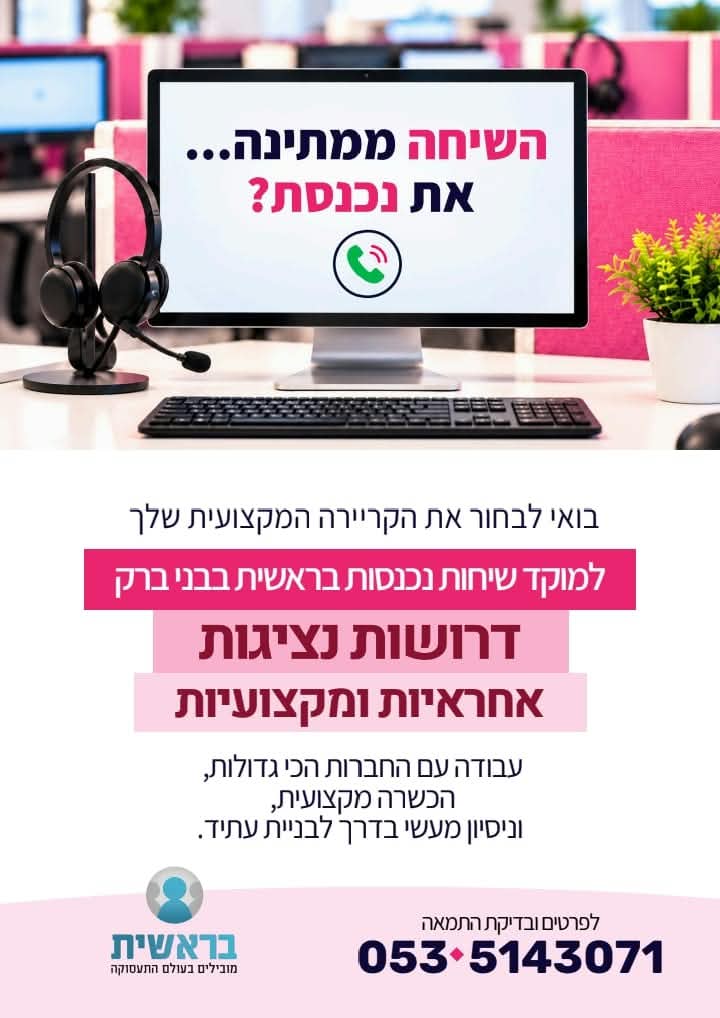 השיחה ממתינה...
את נכנסת?
בואי לבחור את הקריירה המקצועית שלך
למוקד שיחות נכנסות בראשית בבני ברק
דרושות נציגות
אחראיות ומקצועיות
עבודה עם החברות הכי גדולות,
הכשרה מקצועית,
וניסיון מעשי בדרך לבניית עתיד.
לפרטים ובדיקת התמאה
053-5143071
בראשית
מובילים בעולם התעסוקה